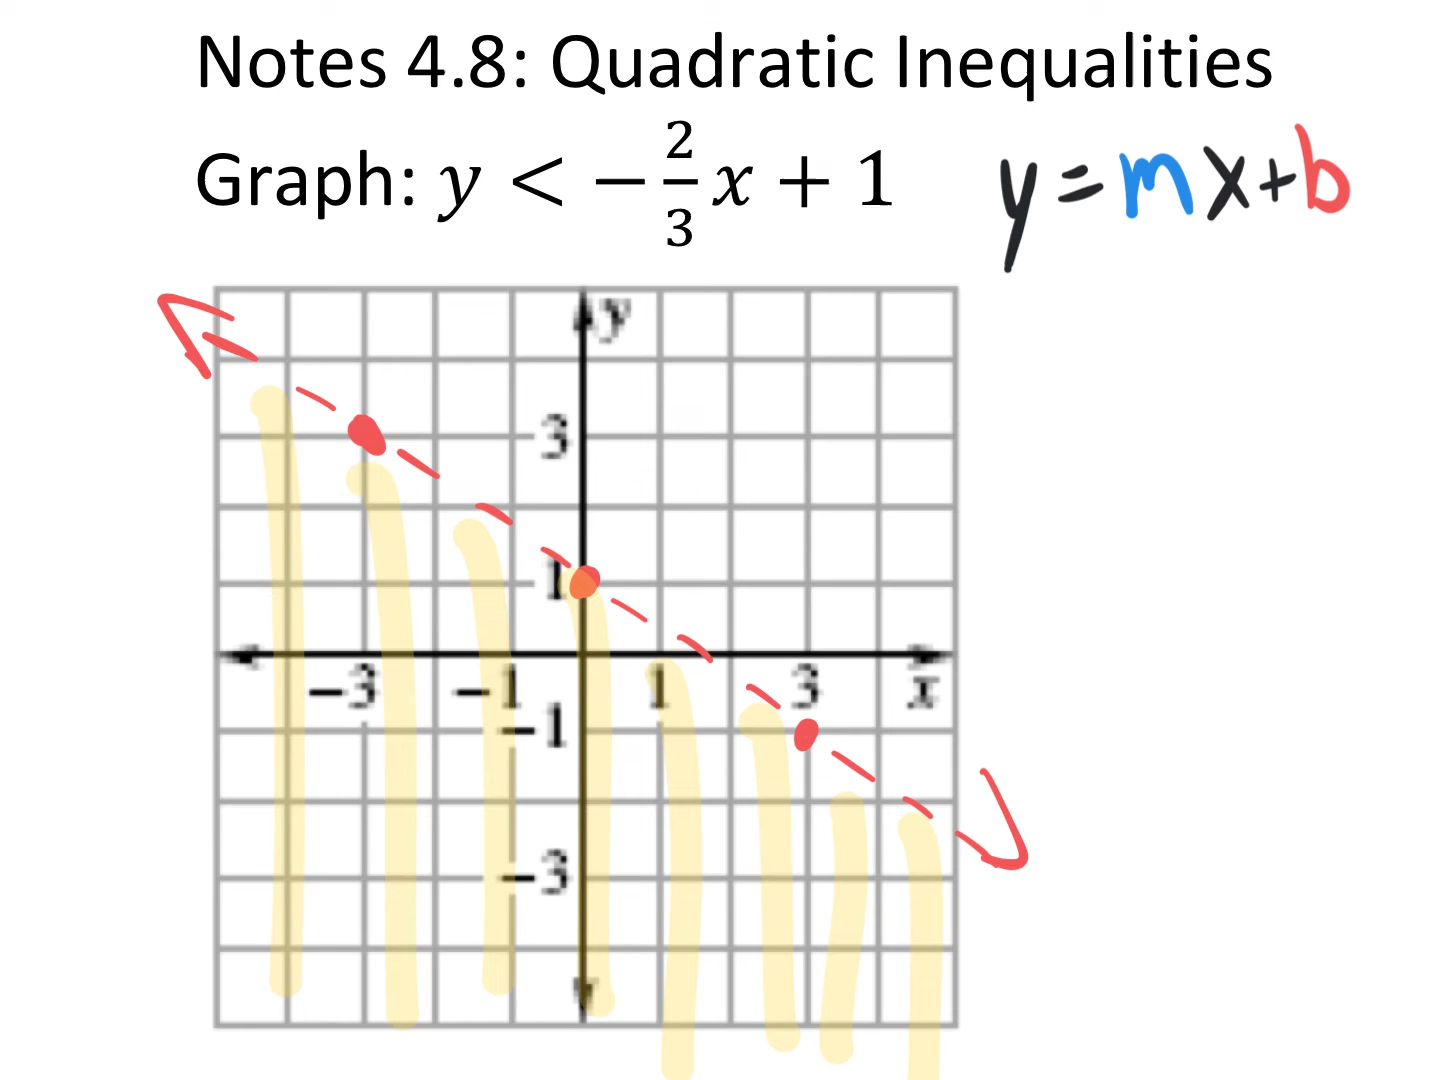 Notes 4.8: Quadratic Inequalities
Graph: y < −2/3x + 1
y = mx+b
y
3
1
−3 −1 1 3 x
−1
−3